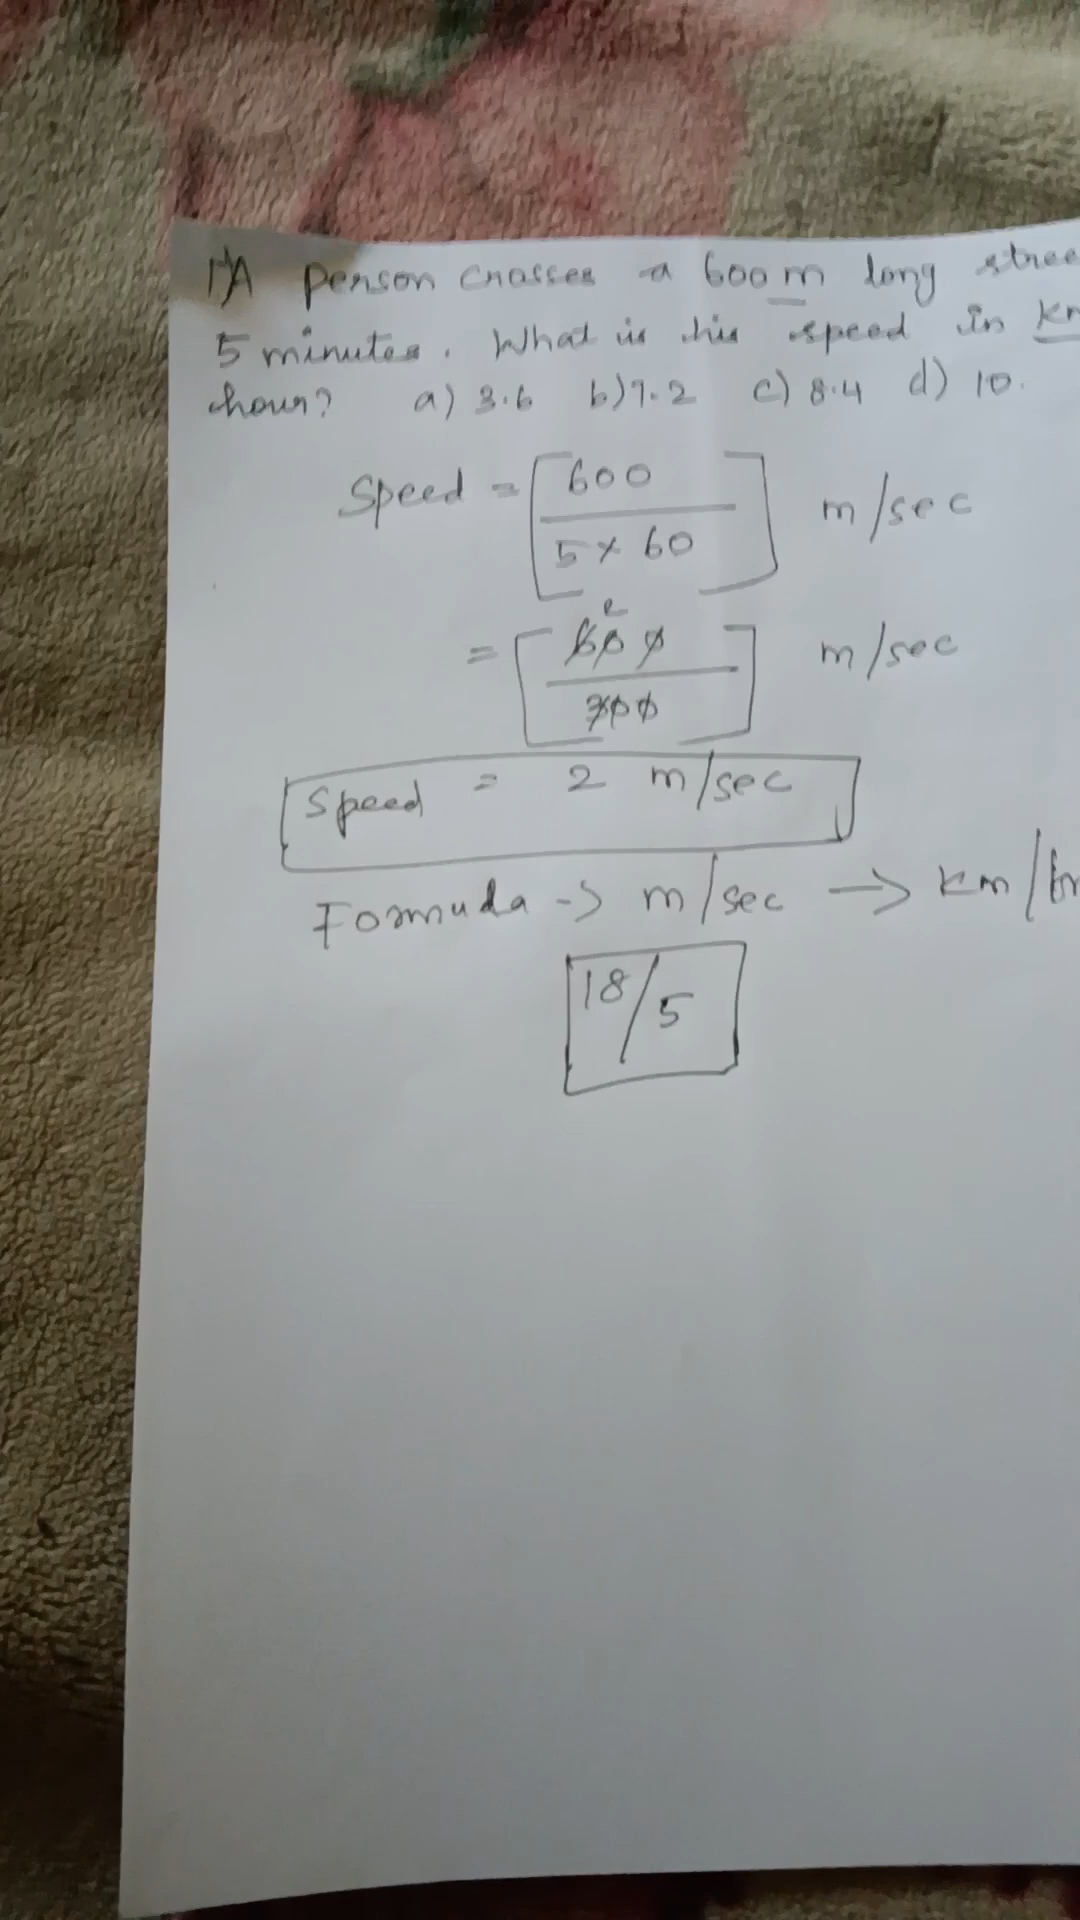 1) A person crosses a 600m long stree
5 minutes. What is his speed in km
hour? a) 3.6 b) 7.2 c) 8.4 d) 10.
Speed = [600 / 5 × 60] m/sec
2
= [600 / 300] m/sec
Speed = 2 m/sec
Formula -> m/sec -> km/hr
18/5